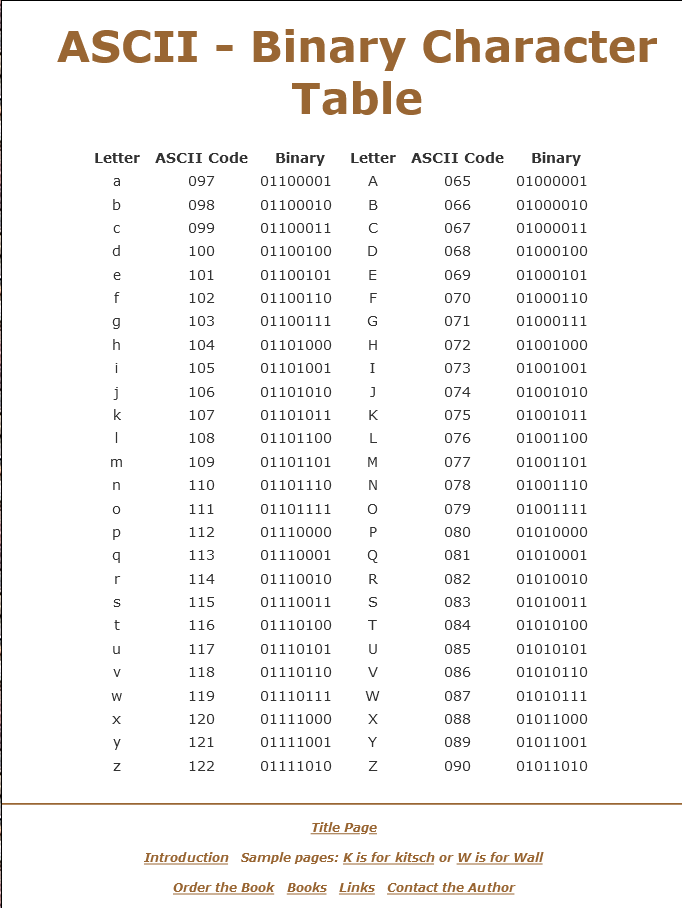 ASCII - Binary Character
Table
Letter ASCII Code Binary Letter ASCII Code Binary
a 097 01100001 A 065 01000001
b 098 01100010 B 066 01000010
c 099 01100011 C 067 01000011
d 100 01100100 D 068 01000100
e 101 01100101 E 069 01000101
f 102 01100110 F 070 01000110
g 103 01100111 G 071 01000111
h 104 01101000 H 072 01001000
i 105 01101001 I 073 01001001
j 106 01101010 J 074 01001010
k 107 01101011 K 075 01001011
l 108 01101100 L 076 01001100
m 109 01101101 M 077 01001101
n 110 01101110 N 078 01001110
o 111 01101111 O 079 01001111
p 112 01110000 P 080 01010000
q 113 01110001 Q 081 01010001
r 114 01110010 R 082 01010010
s 115 01110011 S 083 01010011
t 116 01110100 T 084 01010100
u 117 01110101 U 085 01010101
v 118 01110110 V 086 01010110
w 119 01110111 W 087 01010111
x 120 01111000 X 088 01011000
y 121 01111001 Y 089 01011001
z 122 01111010 Z 090 01011010
Title Page
Introduction Sample pages: K is for kitsch or W is for Wall
Order the Book Books Links Contact the Author